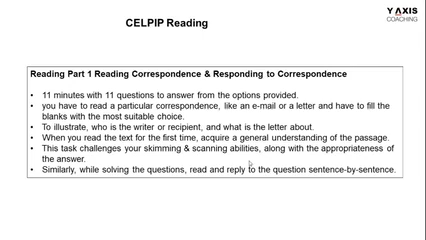 CELPIP Reading
Y AXIS
COACHING
Reading Part 1 Reading Correspondence & Responding to Correspondence
• 11 minutes with 11 questions to answer from the options provided.
• you have to read a particular correspondence, like an e-mail or a letter and have to fill the
blanks with the most suitable choice.
• To illustrate, who is the writer or recipient, and what is the letter about.
• When you read the text for the first time, acquire a general understanding of the passage.
• This task challenges your skimming & scanning abilities, along with the appropriateness of
the answer.
• Similarly, while solving the questions, read and reply to the question sentence-by-sentence.